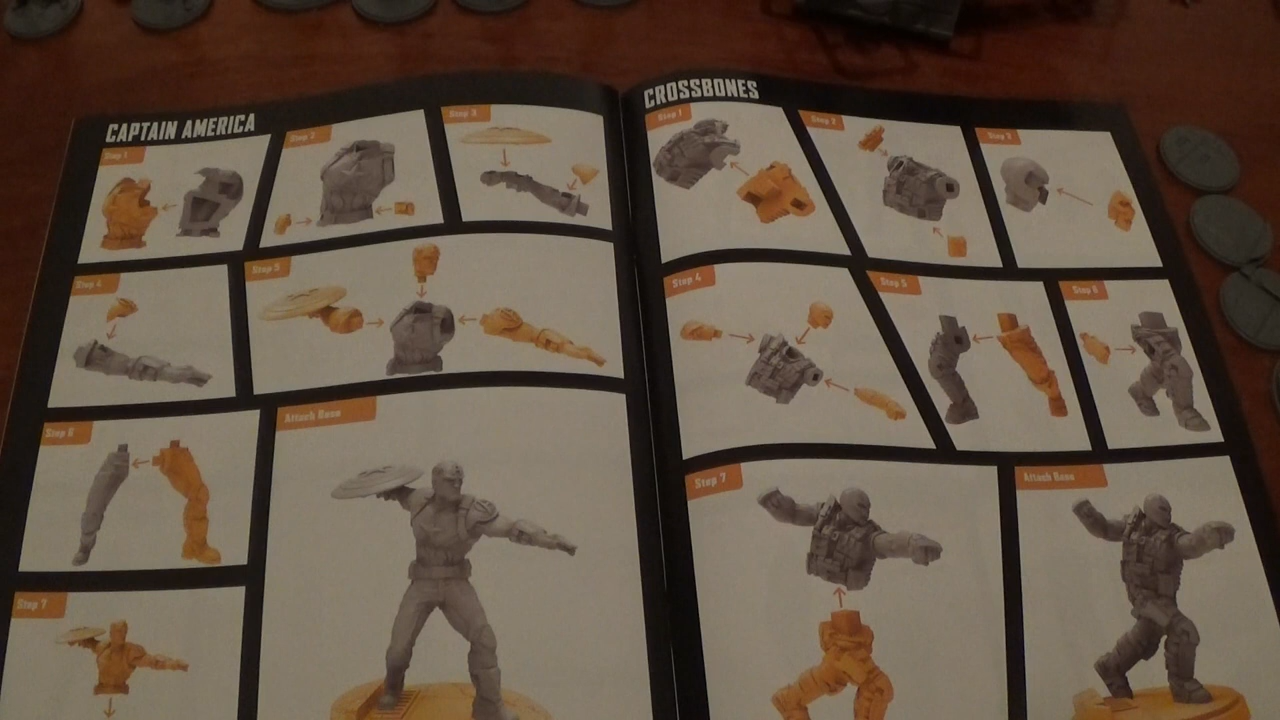 CAPTAIN AMERICA
Step 1
Step 2
Step 3
Step 4
Step 5
Step 6
Attach Base
Step 7
CROSSBONES
Step 1
Step 2
Step 3
Step 4
Step 5
Step 6
Step 7
Attach Base